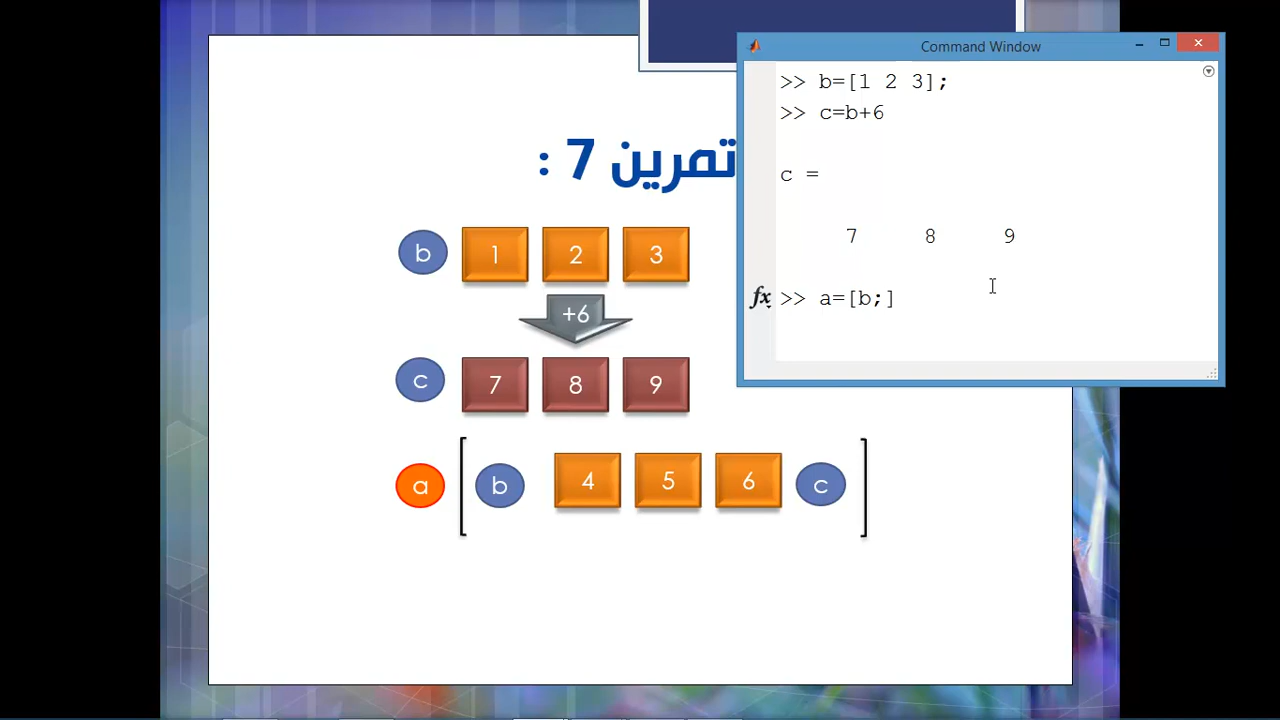 Command Window
>> b=[1 2 3];
>> c=b+6
c =
7 8 9
fx >> a=[b;]
تمرين 7 :
b 1 2 3
+6
c 7 8 9
a [ b 4 5 6 c ]